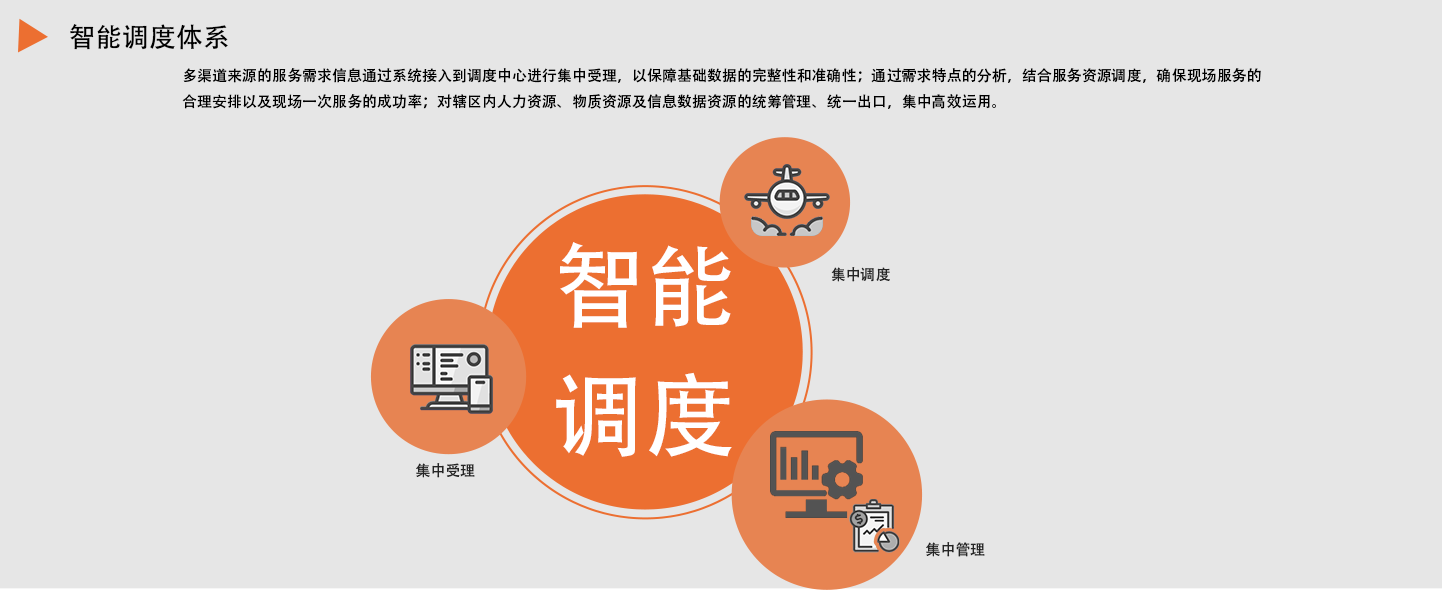 智能调度体系
多渠道来源的服务需求信息通过系统接入到调度中心进行集中受理，以保障基础数据的完整性和准确性；通过需求特点的分析，结合服务资源调度，确保现场服务的
合理安排以及现场一次服务的成功率；对辖区内人力资源、物质资源及信息数据资源的统筹管理、统一出口，集中高效运用。
智能
调度
集中调度
集中受理
集中管理